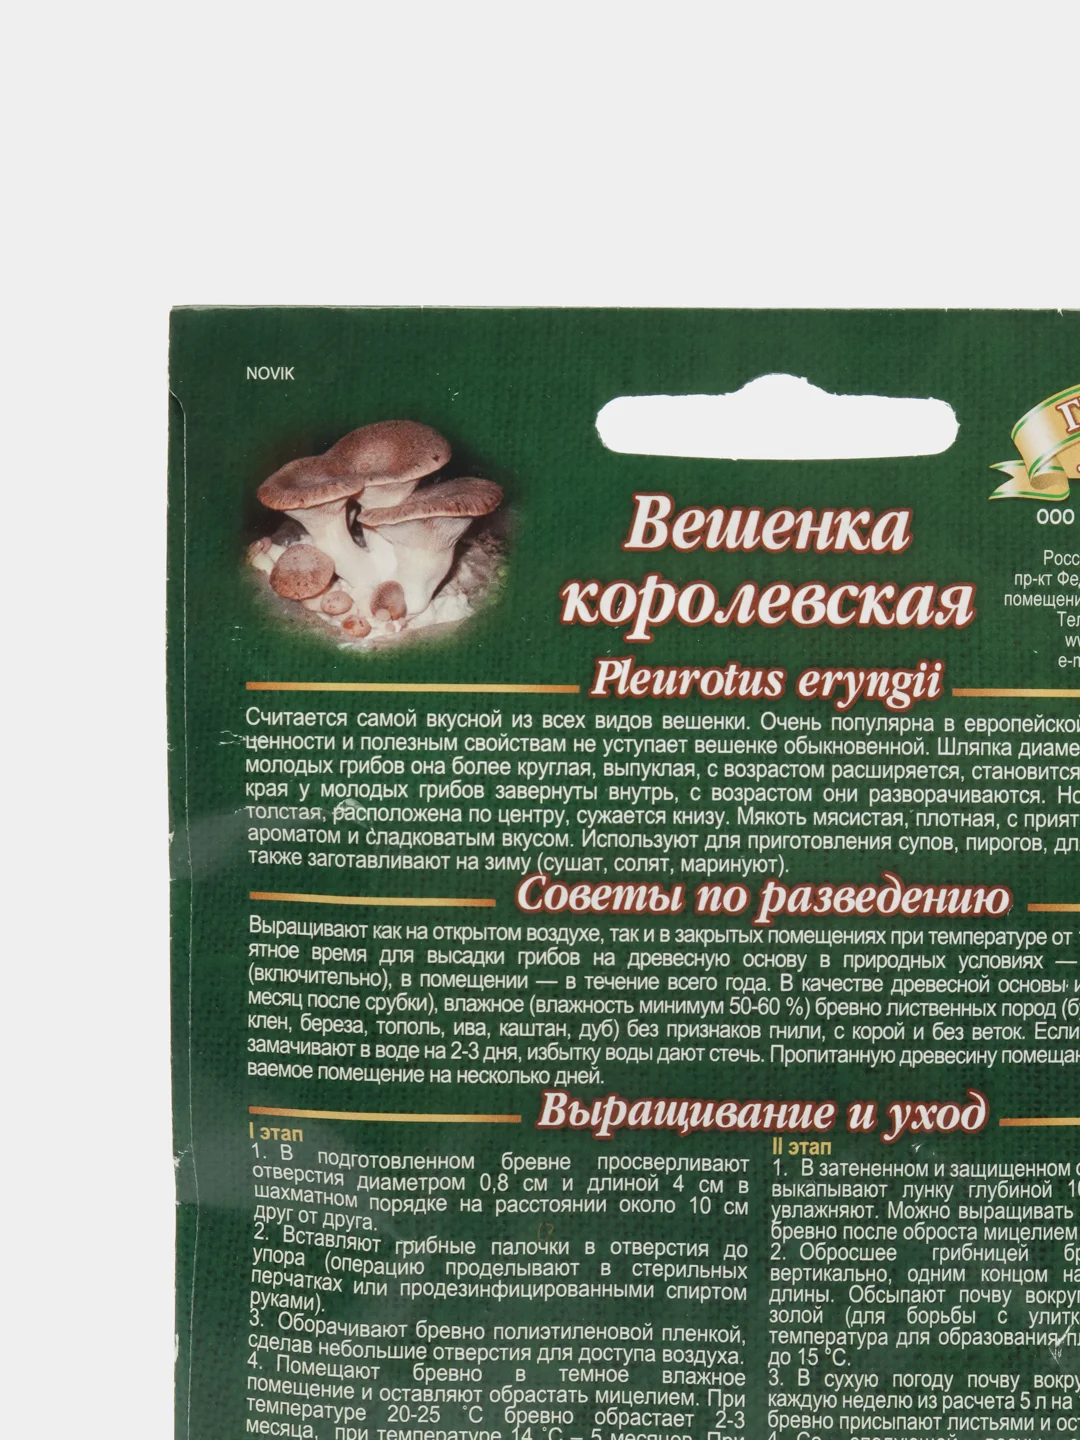 NOVIK
Вешенка
королевская
Pleurotus eryngii
ООО
пр-кт
Считается самой вкусной из всех видов вешенки. Очень популярна в европейской
ценности и полезным свойствам не уступает вешенке обыкновенной. Шляпка
молодых грибов она более круглая, выпуклая, с возрастом расширяется, становится
края у молодых грибов завернуты внутрь, с возрастом они разворачиваются.
толстая, расположена по центру, сужается книзу. Мякоть мясистая, плотная, с
ароматом и сладковатым вкусом. Используют для приготовления супов, пирогов,
также заготавливают на зиму (сушат, солят, маринуют).
Советы по разведению
Выращивают как на открытом воздухе, так и в закрытых помещениях при температуре от
ятное время для высадки грибов на древесную основу в природных условиях —
(включительно), в помещении — в течение всего года. В качестве древесной основы
месяц после срубки), влажное (влажность минимум 50-60 %) бревно лиственных пород
клен, береза, тополь, ива, каштан, дуб) без признаков гнили, с корой и без веток. Если
замачивают в воде на 2-3 дня, избытку воды дают стечь. Пропитанную древесину
ваемое помещение на несколько дней.
Выращивание и уход
I этап
1. В подготовленном бревне просверливают
отверстия диаметром 0,8 см и длиной 4 см в
шахматном порядке на расстоянии около 10 см
друг от друга.
2. Вставляют грибные палочки в отверстия до
упора (операцию проделывают в стерильных
перчатках или продезинфицированными спиртом
руками).
3. Оборачивают бревно полиэтиленовой пленкой,
сделав небольшие отверстия для доступа воздуха.
4. Помещают бревно в темное влажное
помещение и оставляют обрастать мицелием. При
температуре 20-25 °С бревно обрастает 2-3
месяца, при температуре 14 °С – 5 месяцев. При
II этап
1. В затененном и защищенном
выкапывают лунку глубиной
увлажняют. Можно выращивать
бревно после оброста мицелием
2. Обросшее грибницей
вертикально, одним концом
длины. Обсыпают почву
золой (для борьбы с
температура для образования
до 15 °С.
3. В сухую погоду почву
каждую неделю из расчета 5 л на
бревно присыпают листьями и